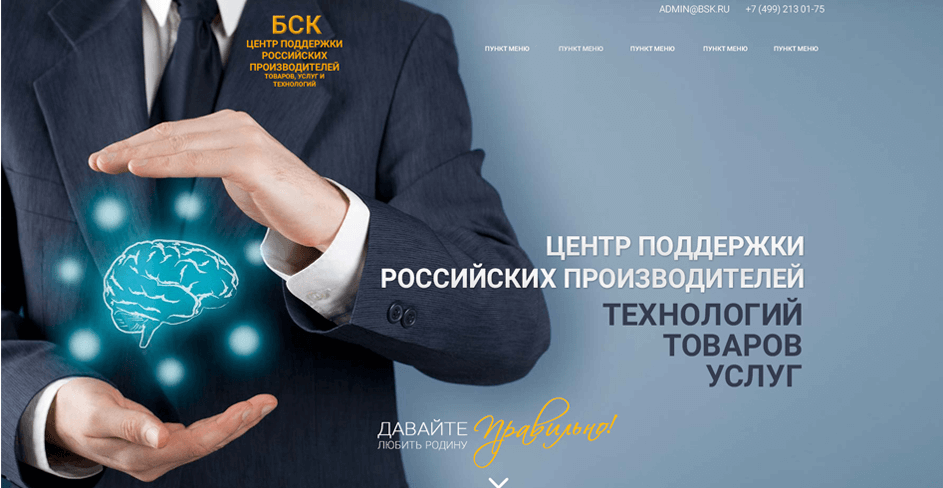 ADMIN@BSK.RU +7 (499) 213 01-75
БСК
ЦЕНТР ПОДДЕРЖКИ
РОССИЙСКИХ
ПРОИЗВОДИТЕЛЕЙ
ТОВАРОВ, УСЛУГ И
ТЕХНОЛОГИЙ
ПУНКТ МЕНЮ ПУНКТ МЕНЮ ПУНКТ МЕНЮ ПУНКТ МЕНЮ ПУНКТ МЕНЮ
ЦЕНТР ПОДДЕРЖКИ
РОССИЙСКИХ ПРОИЗВОДИТЕЛЕЙ
ТЕХНОЛОГИЙ
ТОВАРОВ
УСЛУГ
ДАВАЙТЕ Правильно!
ЛЮБИТЬ РОДИНУ